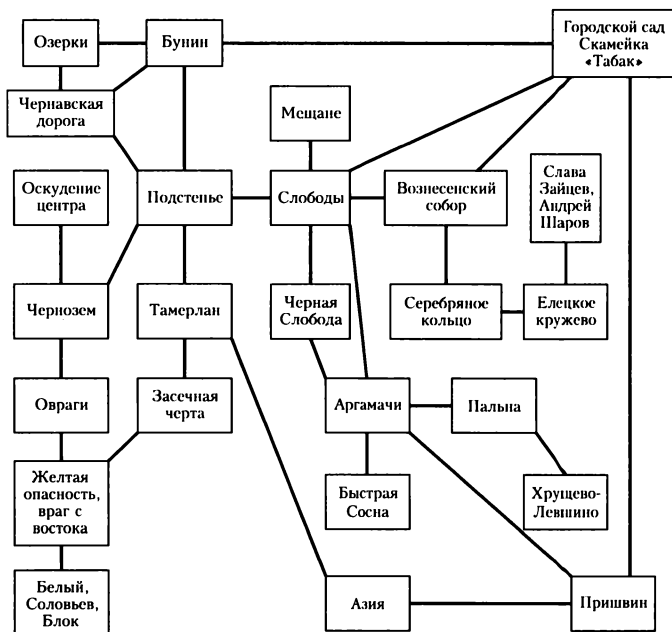 Озерки
Бунин
Городской сад
Скамейка
«Табак»
Чернавская
дорога
Мещане
Слава
Зайцев,
Андрей
Шаров
Оскудение
центра
Подстенье
Слободы
Вознесенский
собор
Чернозем
Тамерлан
Черная
Слобода
Серебряное
кольцо
Елецкое
кружево
Овраги
Засечная
черта
Аргамачи
Пальна
Желтая
опасность,
враг с
востока
Быстрая
Сосна
Хрущево-
Левшино
Белый,
Соловьев,
Блок
Азия
Пришвин